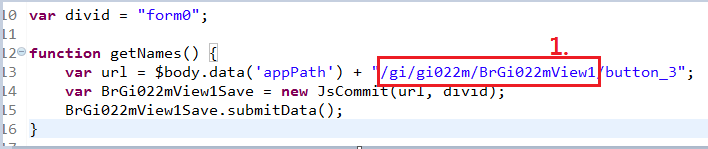 10 var divid = "form0";
11
1.
12 function getNames() {
13 var url = $body.data('appPath') + "/gi/gi022m/BrGi022mView1/button_3";
14 var BrGi022mView1Save = new JsCommit(url, divid);
15 BrGi022mView1Save.submitData();
16 }
17